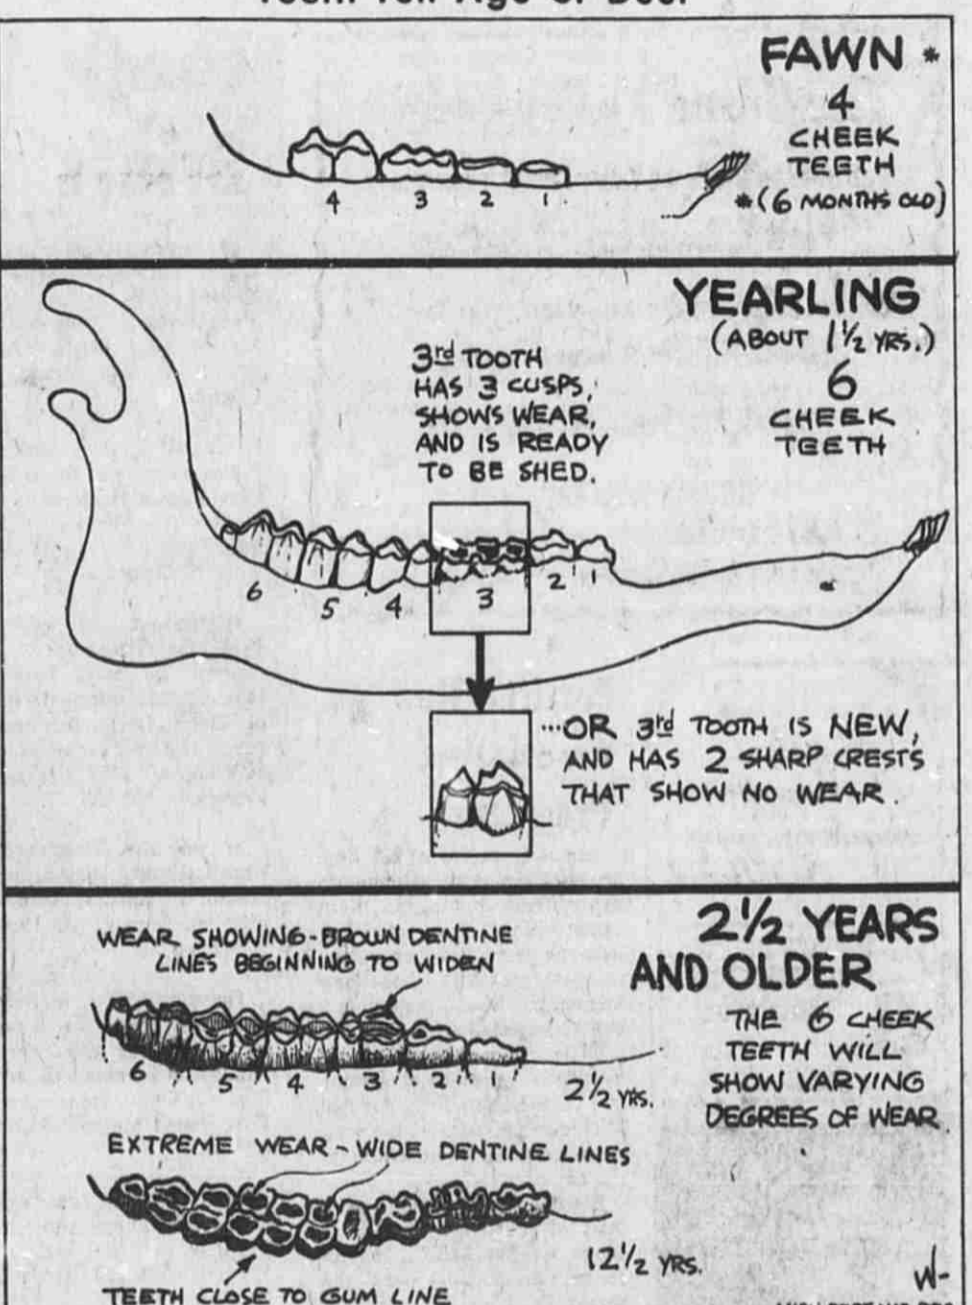 FAWN *
4
CHEEK
TEETH
*(6 MONTHS OLD)
4 3 2 1
YEARLING
(ABOUT 1½ YRS.)
6
CHEEK
TEETH
3rd TOOTH
HAS 3 CUSPS,
SHOWS WEAR,
AND IS READY
TO BE SHED.
6 5 4 3 2 1
...OR 3rd TOOTH IS NEW,
AND HAS 2 SHARP CRESTS
THAT SHOW NO WEAR.
2½ YEARS
AND OLDER
THE 6 CHEEK
TEETH WILL
SHOW VARYING
DEGREES OF WEAR
WEAR SHOWING-BROWN DENTINE
LINES BEGINNING TO WIDEN
6 5 4 3 2 1
2½ YRS.
EXTREME WEAR - WIDE DENTINE LINES
12½ YRS.
TEETH CLOSE TO GUM LINE
W-